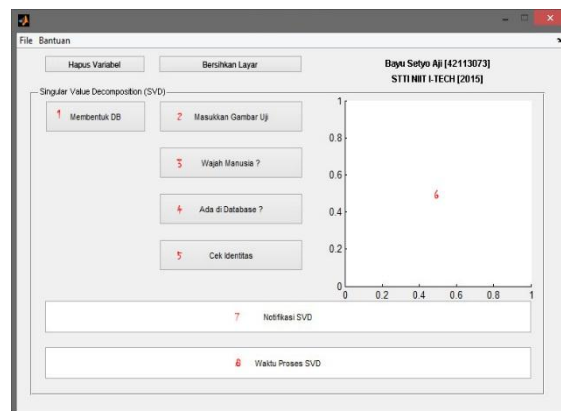 File Bantuan
Hapus Variabel
Bersihkan Layar
Bayu Setyo Aji [42113073]
STTI NIIT I-TECH [2015]
Singular Value Decomposition (SVD)
1 Membentuk DB
2 Masukkan Gambar Uji
3 Wajah Manusia ?
4 Ada di Database ?
5 Cek Identitas
1
0.8
0.6
0.4
0.2
0
6
0 0.2 0.4 0.6 0.8 1
7 Notifikasi SVD
8 Waktu Proses SVD